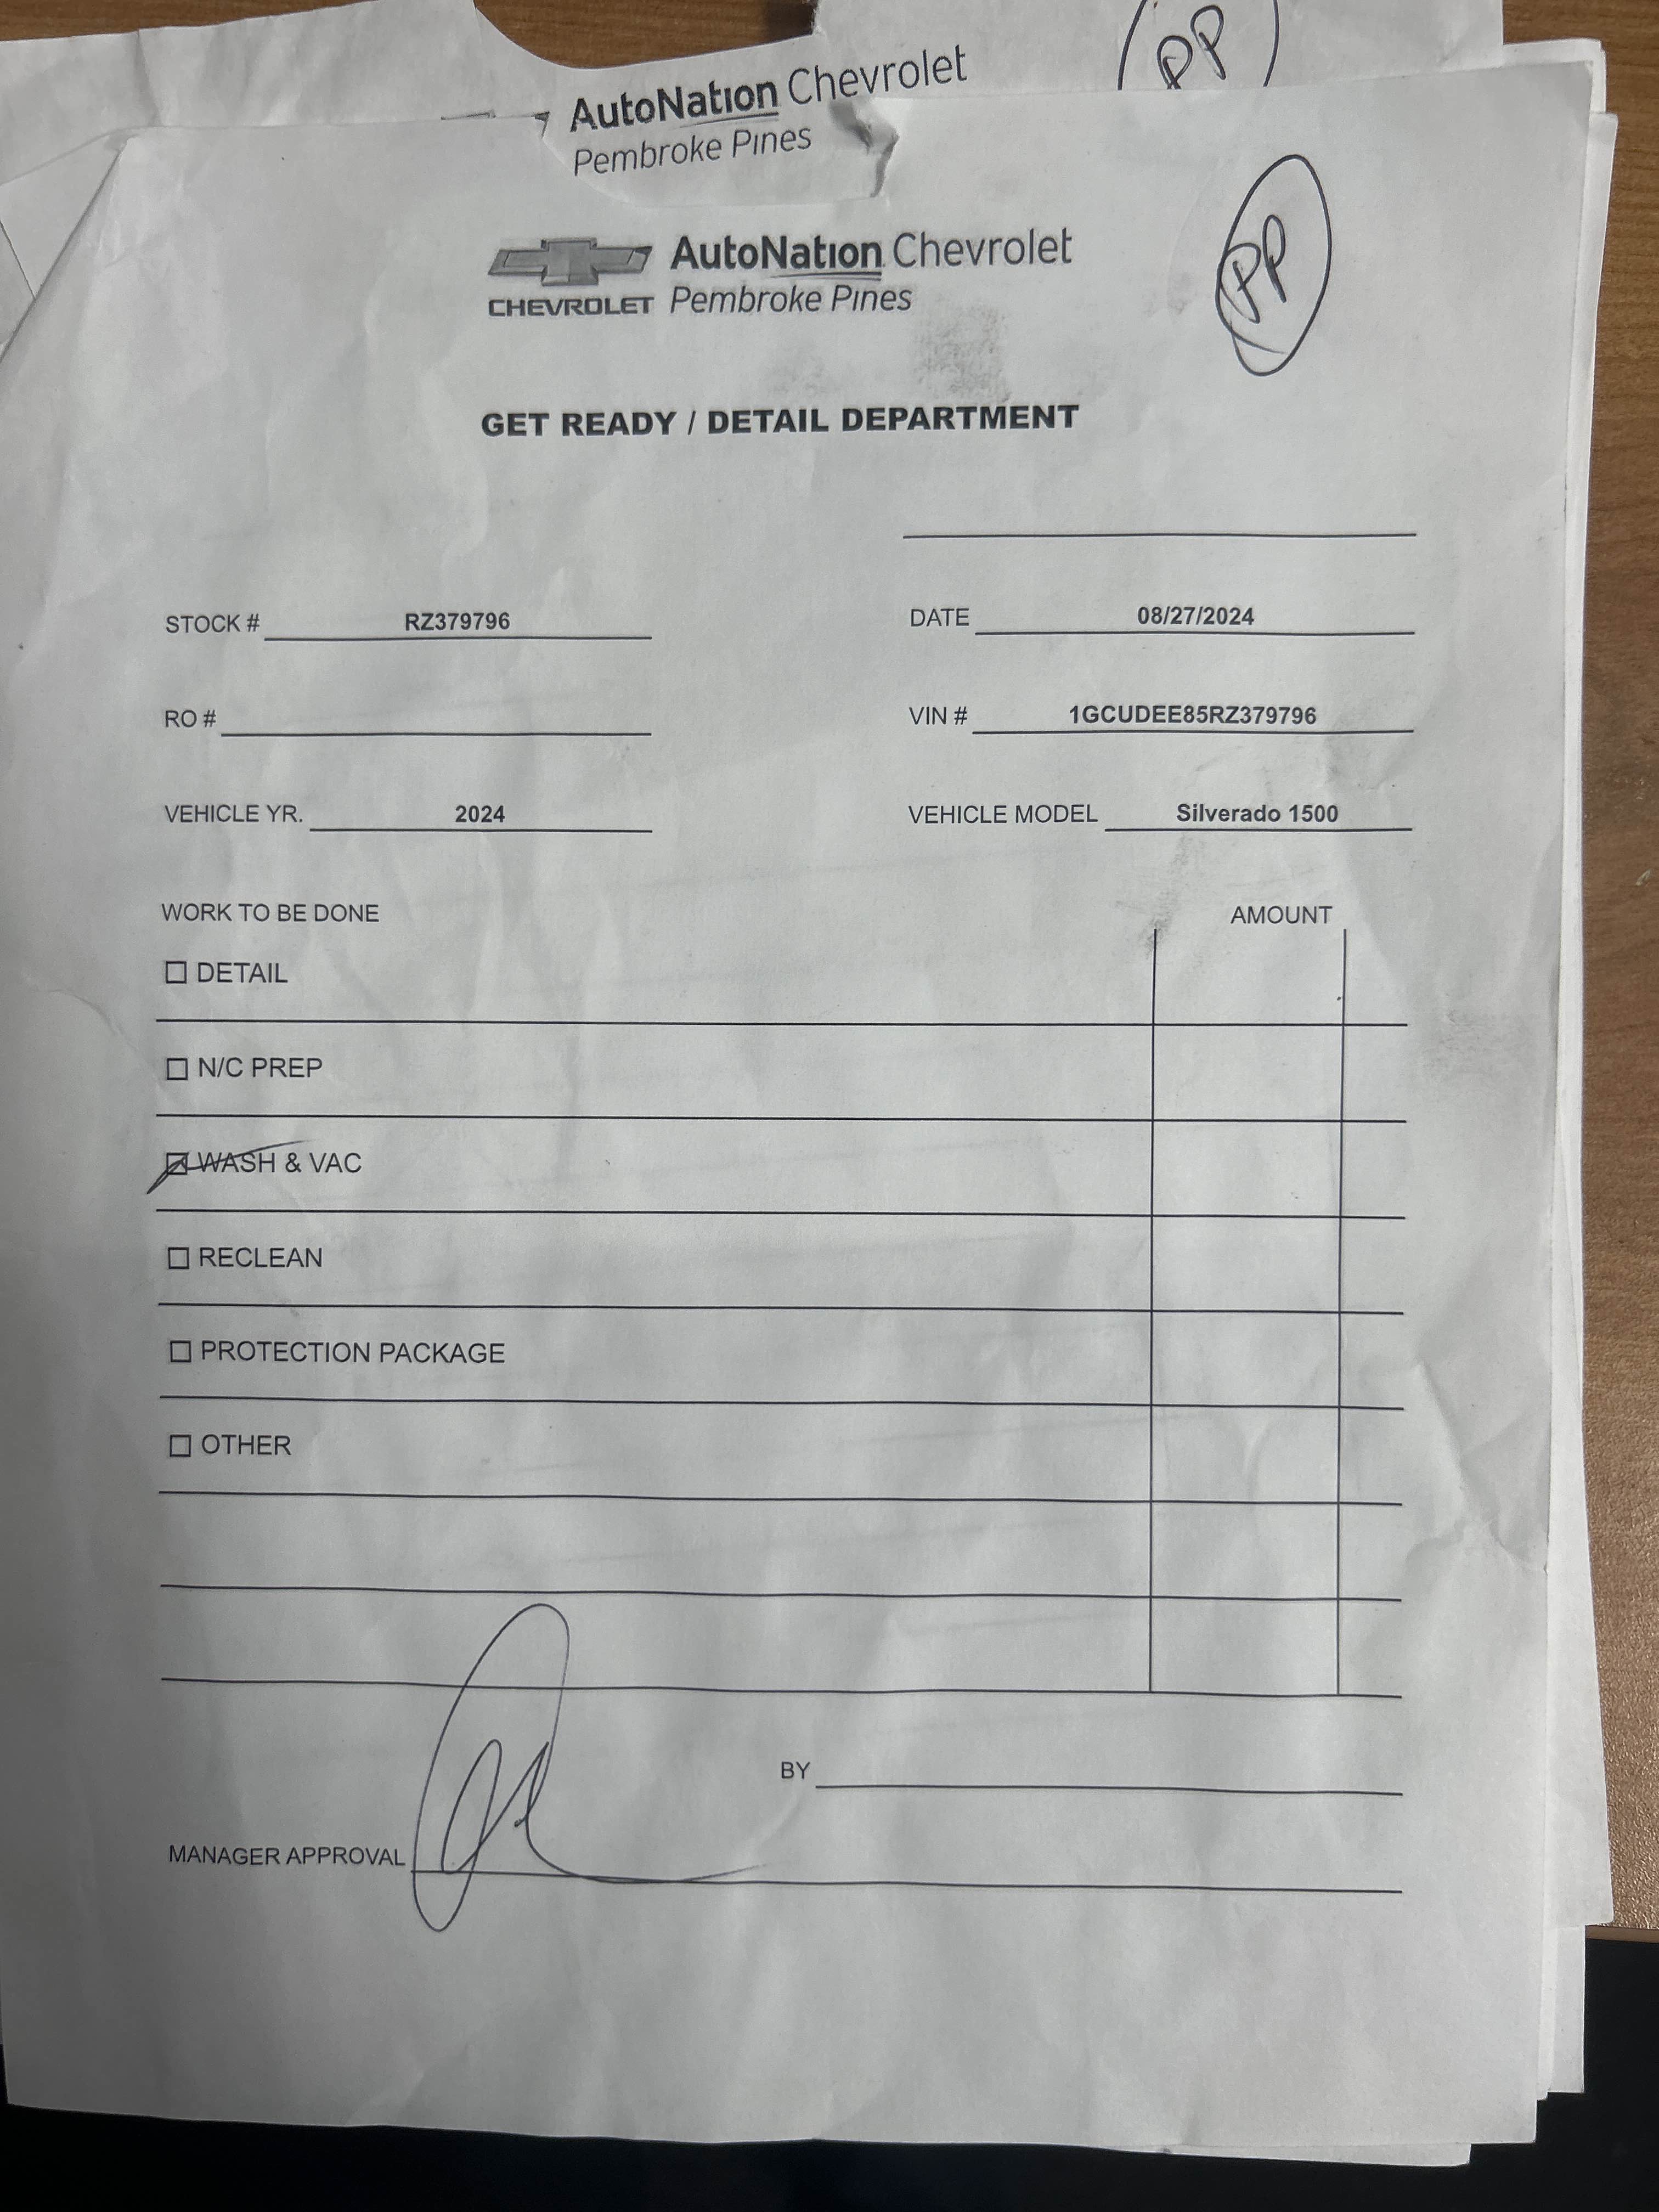 PP
AutoNation Chevrolet
Pembroke Pines
PP
AutoNation Chevrolet
CHEVROLET Pembroke Pines
GET READY / DETAIL DEPARTMENT
STOCK # RZ379796 DATE 08/27/2024
RO # VIN # 1GCUDEE85RZ379796
VEHICLE YR. 2024 VEHICLE MODEL Silverado 1500
WORK TO BE DONE AMOUNT
DETAIL
N/C PREP
WASH & VAC
RECLEAN
PROTECTION PACKAGE
OTHER
BY
MANAGER APPROVAL